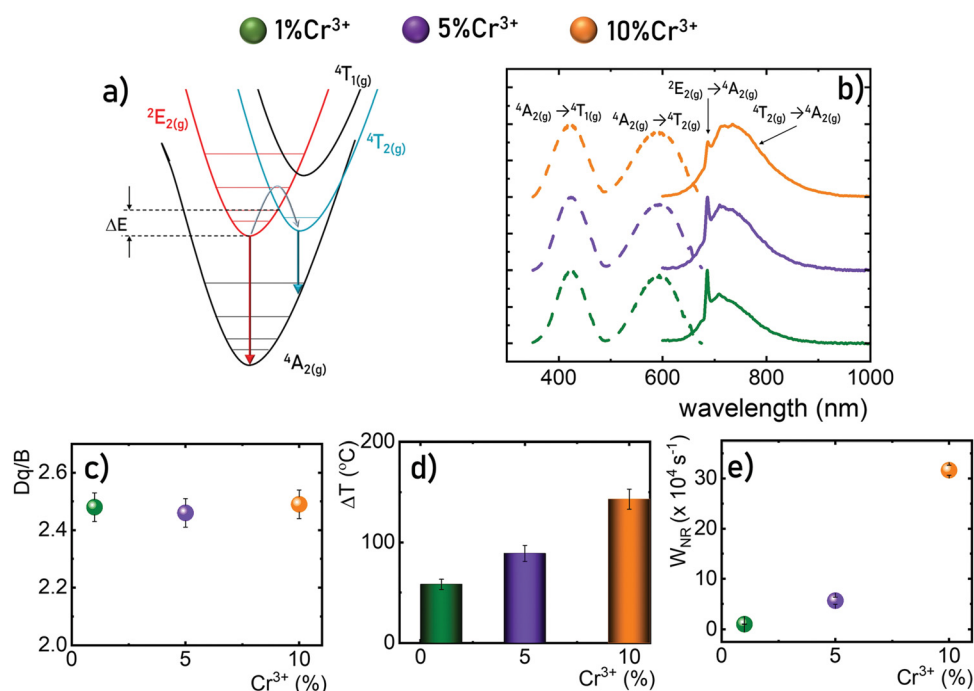 1%Cr³⁺ 5%Cr³⁺ 10%Cr³⁺
a)
⁴T₁(g)
²E₂(g)
⁴T₂(g)
ΔE
⁴A₂(g)
b)
²E₂(g)→⁴A₂(g)
⁴A₂(g)→⁴T₁(g) ⁴A₂(g)→⁴T₂(g) ⁴T₂(g)→⁴A₂(g)
400 600 800 1000
wavelength (nm)
c)
Dq/B
2.6
2.4
2.2
2.0
0 5 10
Cr³⁺ (%)
d)
ΔT (°C)
200
100
0
0 5 10
Cr³⁺ (%)
e)
W_NR (x 10⁴ s⁻¹)
30
20
10
0
0 5 10
Cr³⁺ (%)